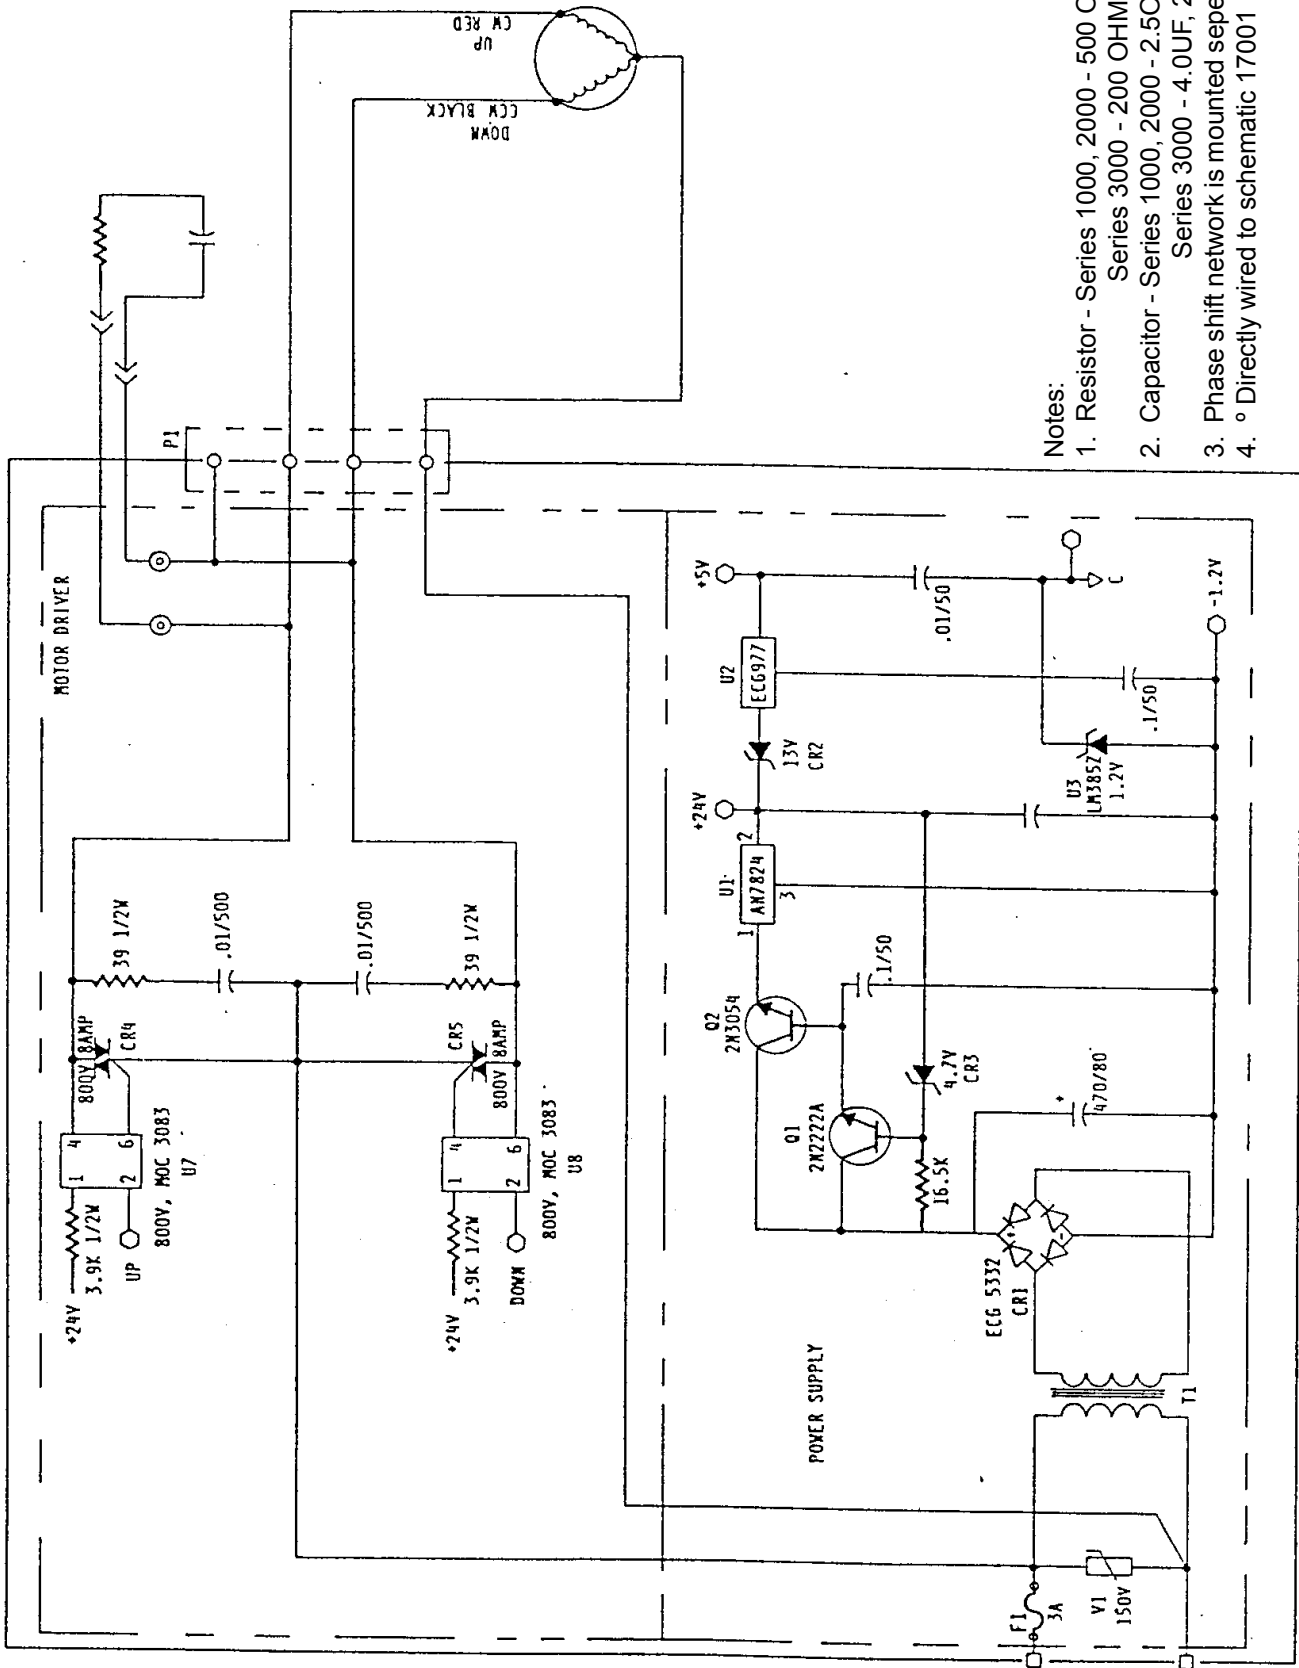 MOTOR DRIVER
P1
UP
CW RED
DOWN
CCW BLACK
+24V
3.9K 1/2W
UP
1
2
4
6
800V, MOC 3083
U7
800V 8AMP
CR4
39 1/2W
.01/500
.01/500
39 1/2W
CR5
800V 8AMP
+24V
3.9K 1/2W
DOWN
1
2
4
6
800V, MOC 3083
U8
POWER SUPPLY
F1
3A
V1
150V
T1
ECG 5332
CR1
+
-
+
470/80
16.5K
Q1
2N2222A
4.7V
CR3
Q2
2N3054
.1/50
U1
AN7824
1
2
3
+24V
13V
CR2
U2
ECG977
+5V
.01/50
C
U3
LM385Z
1.2V
.1/50
-1.2V
Notes:
1. Resistor - Series 1000, 2000 - 500
Series 3000 - 200 OHM
2. Capacitor - Series 1000, 2000 -
Series 3000 - 4.0UF,
3. Phase shift network is mounted
4. º Directly wired to schematic 17001